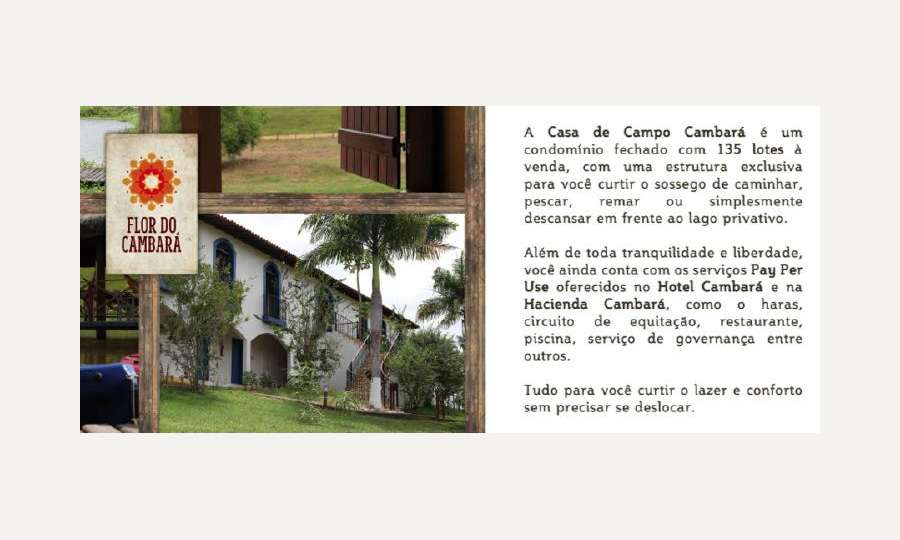 FLOR DO
CAMBARÁ
A Casa de Campo Cambará é um
condomínio fechado com 135 lotes à
venda, com uma estrutura exclusiva
para você curtir o sossego de caminhar,
pescar, remar ou simplesmente
descansar em frente ao lago privativo.
Além de toda tranquilidade e liberdade,
você ainda conta com os serviços Pay Per
Use oferecidos no Hotel Cambará e na
Hacienda Cambará, como o haras,
circuito de equitação, restaurante,
piscina, serviço de governança entre
outros.
Tudo para você curtir o lazer e conforto
sem precisar se deslocar.